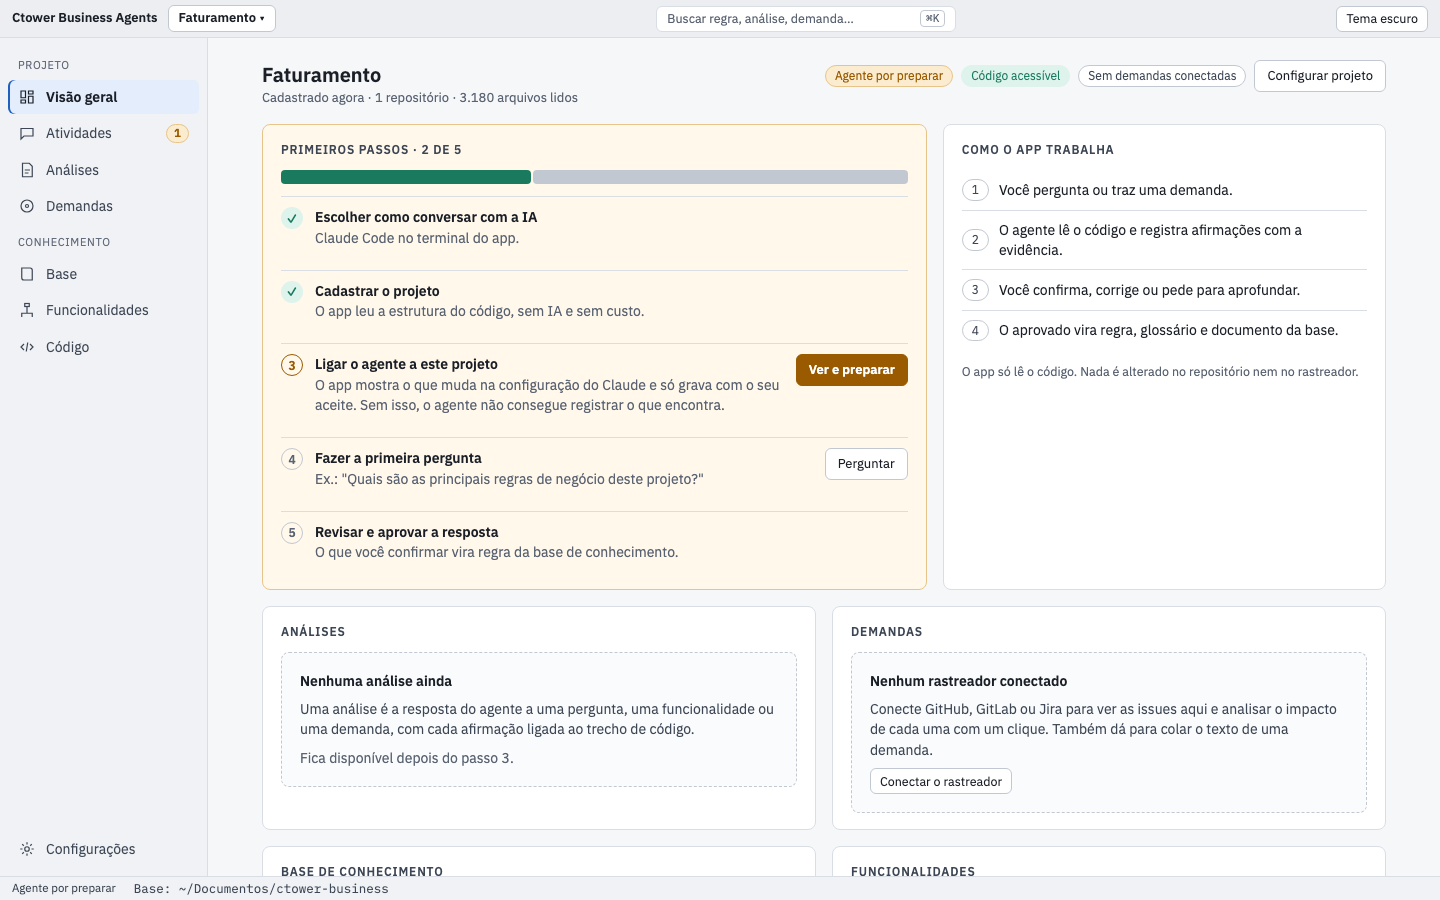 Ctower Business Agents
Faturamento ▾
Buscar regra, análise, demanda...
⌘K
Tema escuro
PROJETO
Visão geral
Atividades
1
Análises
Demandas
CONHECIMENTO
Base
Funcionalidades
Código
Configurações
Faturamento
Cadastrado agora · 1 repositório · 3.180 arquivos lidos
Agente por preparar
Código acessível
Sem demandas conectadas
Configurar projeto
PRIMEIROS PASSOS · 2 DE 5
Escolher como conversar com a IA
Claude Code no terminal do app.
Cadastrar o projeto
O app leu a estrutura do código, sem IA e sem custo.
3
Ligar o agente a este projeto
O app mostra o que muda na configuração do Claude e só grava com o seu
aceite. Sem isso, o agente não consegue registrar o que encontra.
Ver e preparar
4
Fazer a primeira pergunta
Ex.: "Quais são as principais regras de negócio deste projeto?"
Perguntar
5
Revisar e aprovar a resposta
O que você confirmar vira regra da base de conhecimento.
COMO O APP TRABALHA
1
Você pergunta ou traz uma demanda.
2
O agente lê o código e registra afirmações com a
evidência.
3
Você confirma, corrige ou pede para aprofundar.
4
O aprovado vira regra, glossário e documento da base.
O app só lê o código. Nada é alterado no repositório nem no rastreador.
ANÁLISES
Nenhuma análise ainda
Uma análise é a resposta do agente a uma pergunta, uma funcionalidade ou
uma demanda, com cada afirmação ligada ao trecho de código.
Fica disponível depois do passo 3.
DEMANDAS
Nenhum rastreador conectado
Conecte GitHub, GitLab ou Jira para ver as issues aqui e analisar o impacto
de cada uma com um clique. Também dá para colar o texto de uma
demanda.
Conectar o rastreador
BASE DE CONHECIMENTO
FUNCIONALIDADES
Agente por preparar
Base: ~/Documentos/ctower-business